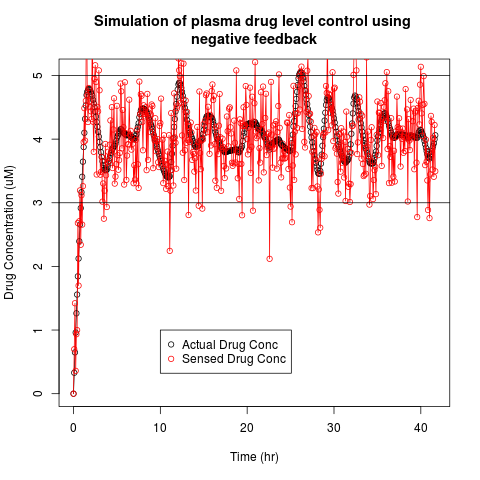 Simulation of plasma drug level control using
negative feedback
Drug Concentration (uM)
5
4
3
2
1
0
Actual Drug Conc
Sensed Drug Conc
0 10 20 30 40
Time (hr)